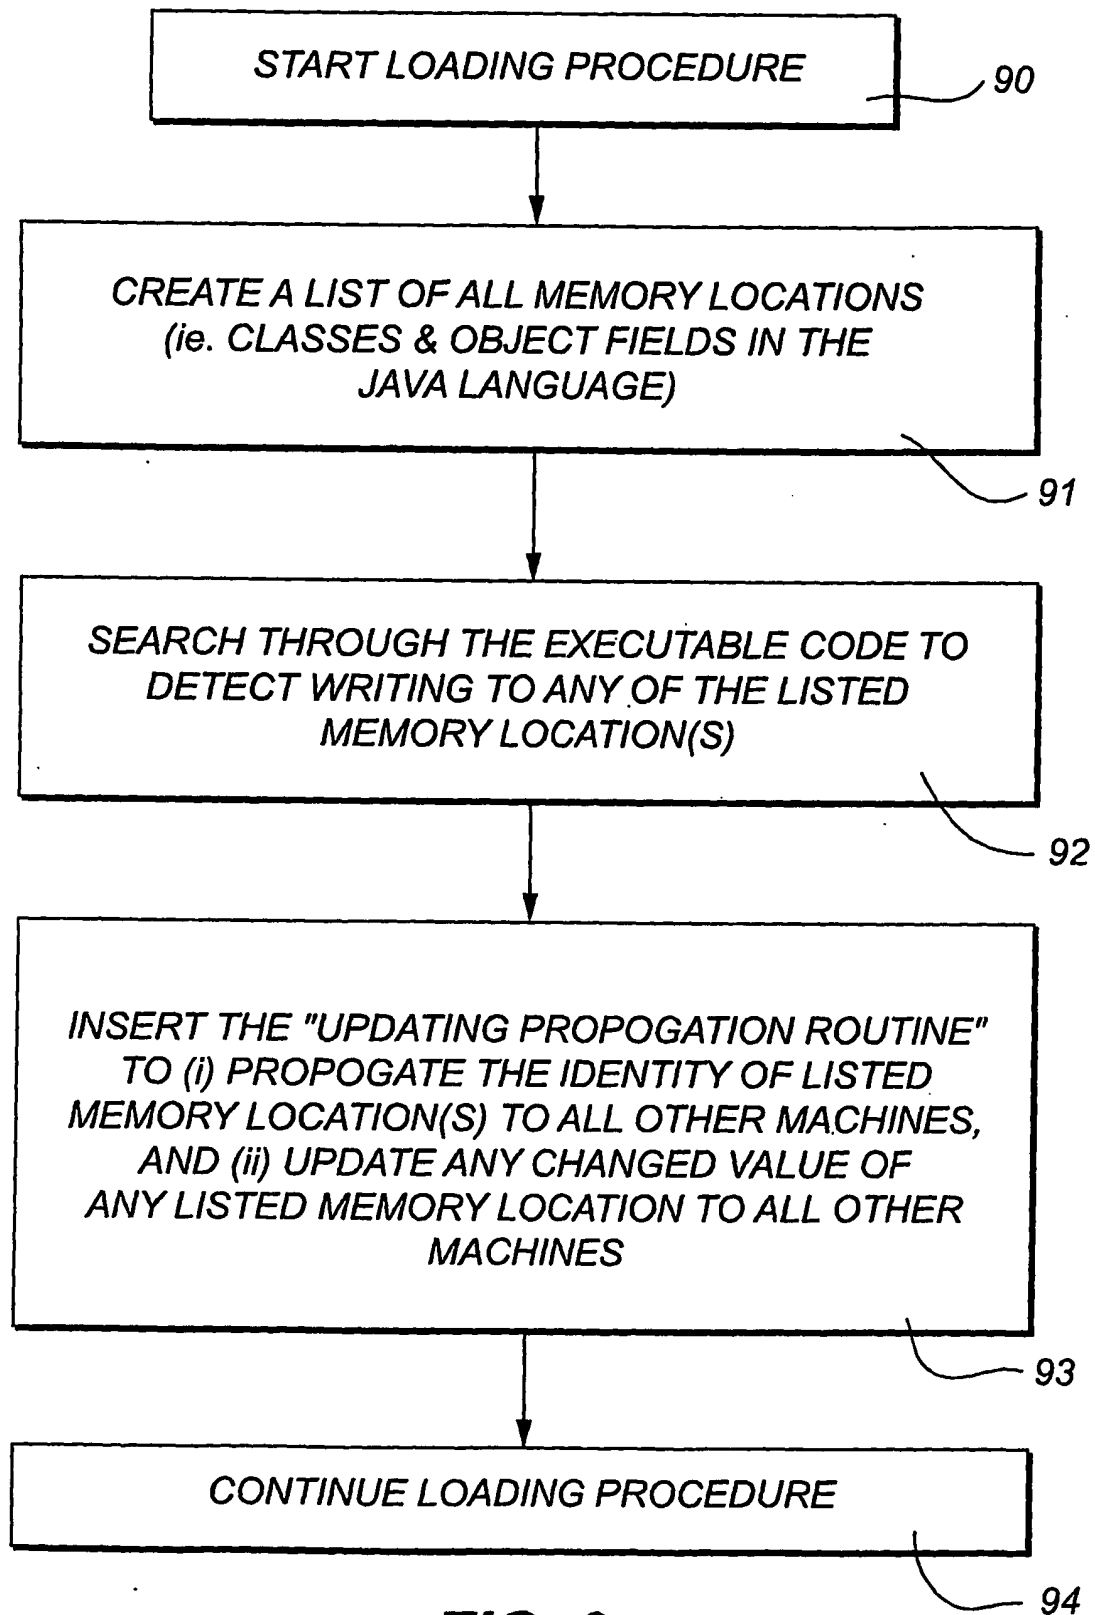 START LOADING PROCEDURE
90
CREATE A LIST OF ALL MEMORY LOCATIONS
(ie. CLASSES & OBJECT FIELDS IN THE
JAVA LANGUAGE)
91
SEARCH THROUGH THE EXECUTABLE CODE TO
DETECT WRITING TO ANY OF THE LISTED
MEMORY LOCATION(S)
92
INSERT THE "UPDATING PROPOGATION ROUTINE"
TO (i) PROPOGATE THE IDENTITY OF LISTED
MEMORY LOCATION(S) TO ALL OTHER MACHINES,
AND (ii) UPDATE ANY CHANGED VALUE OF
ANY LISTED MEMORY LOCATION TO ALL OTHER
MACHINES
93
CONTINUE LOADING PROCEDURE
94